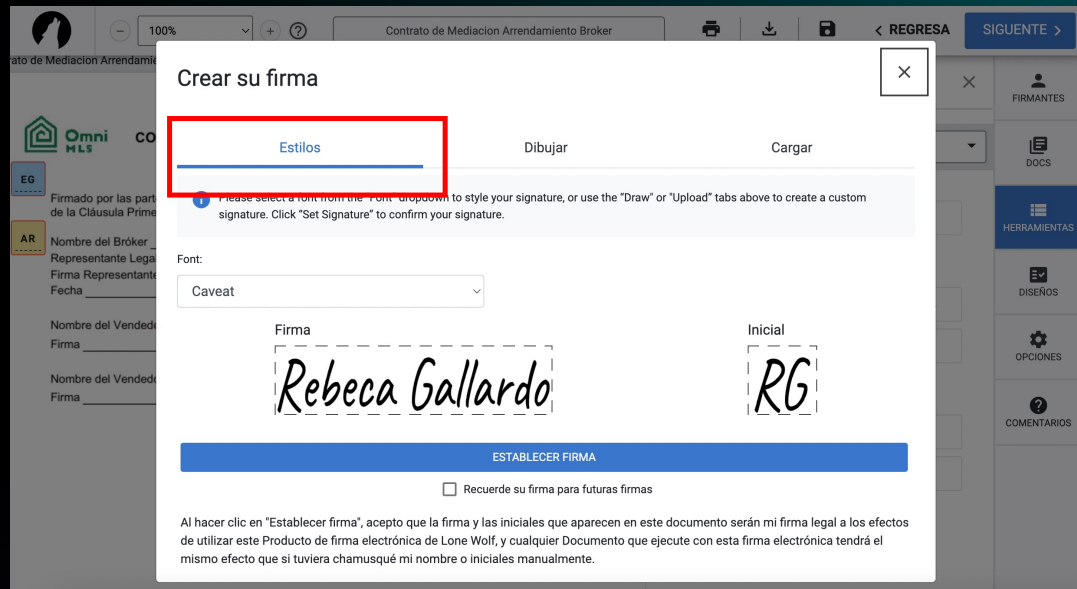 100%
Contrato de Mediacion Arrendamiento Broker
REGRESA
SIGUENTE
rato de Mediacion Arrendamie
Crear su firma
FIRMANTES
Omni
MLS
CO
Estilos
Dibujar
Cargar
DOCS
EG
Please select a font from the "Font" dropdown to style your signature, or use the "Draw" or "Upload" tabs above to create a custom
signature. Click "Set Signature" to confirm your signature.
Firmado por las part
de la Cláusula Prime
HERRAMIENTAS
AR
Nombre del Bróker
Representante Lega
Firma Representante
Fecha
Font:
Caveat
DISEÑOS
Nombre del Vendedo
Firma
Firma
Inicial
OPCIONES
Rebeca Gallardo
RG
Nombre del Vendedo
Firma
COMENTARIOS
ESTABLECER FIRMA
Recuerde su firma para futuras firmas
Al hacer clic en "Establecer firma", acepto que la firma y las iniciales que aparecen en este documento serán mi firma legal a los efectos
de utilizar este Producto de firma electrónica de Lone Wolf, y cualquier Documento que ejecute con esta firma electrónica tendrá el
mismo efecto que si tuviera chamusqué mi nombre o iniciales manualmente.